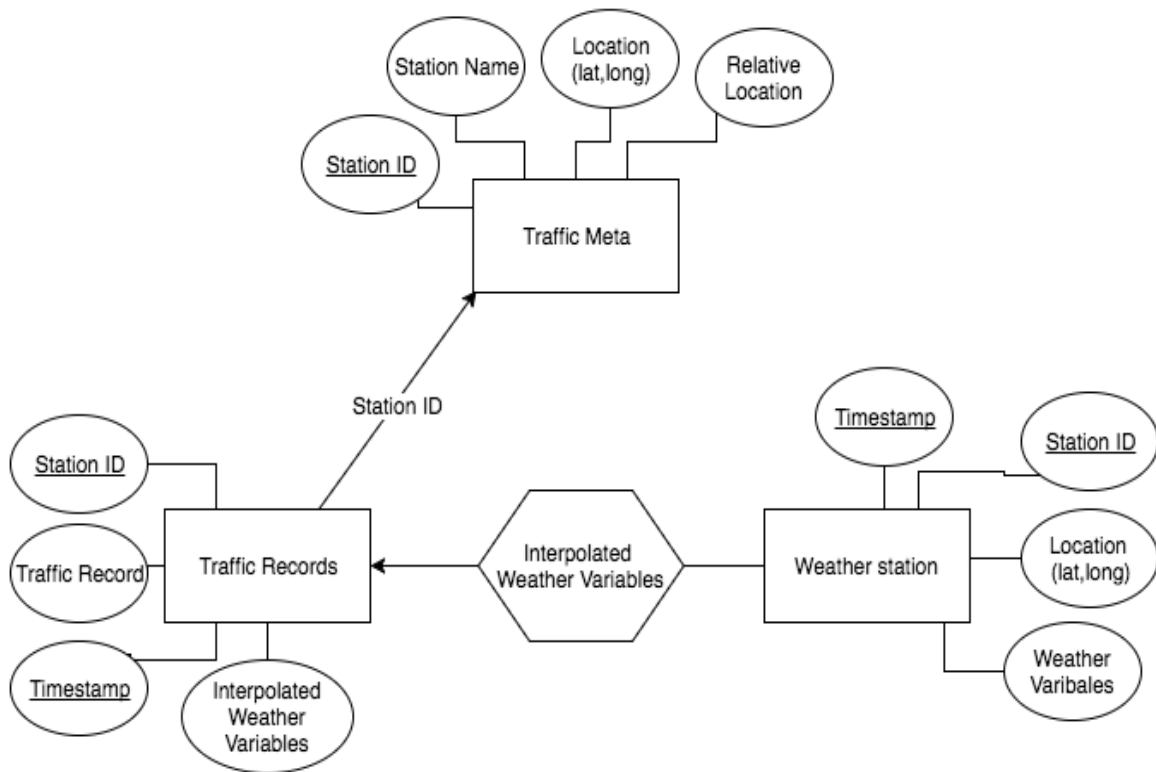 Station Name
Location
(lat,long)
Relative
Location
Station ID
Traffic Meta
Station ID
Timestamp
Station ID
Station ID
Traffic Record
Traffic Records
Interpolated
Weather Variables
Weather station
Location
(lat,long)
Timestamp
Interpolated
Weather
Variables
Weather
Varibales